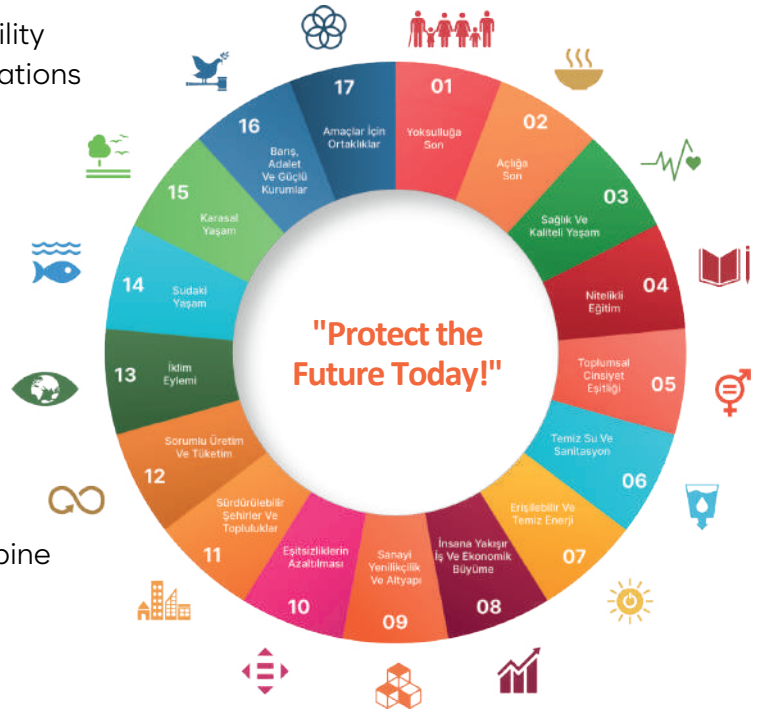 ility
ations
"Protect the
Future Today!"
01
Yoksulluğa
Son
02
Açlığa
Son
03
Sağlık Ve
Kaliteli Yaşam
04
Nitelikli
Eğitim
05
Toplumsal
Cinsiyet
Eşitliği
06
Temiz Su Ve
Sanitasyon
07
Erişilebilir Ve
Temiz Enerji
08
İnsana Yakışır
İş Ve Ekonomik
Büyüme
09
Sanayi
Yenilikçilik
Ve Altyapı
10
Eşitsizliklerin
Azaltılması
11
Sürdürülebilir
Şehirler Ve
Topluluklar
12
Sorumlu Üretim
Ve Tüketim
13
İklim
Eylemi
14
Sudaki
Yaşam
15
Karasal
Yaşam
16
Barış,
Adalet
Ve Güçlü
Kurumlar
17
Amaçlar İçin
Ortaklıklar